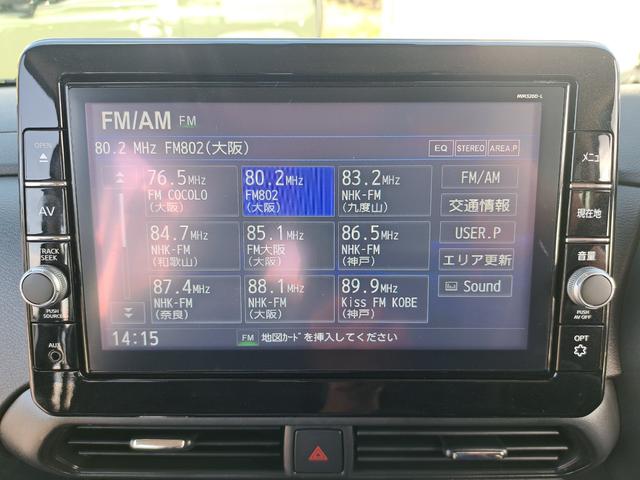 MM520D-L
FM/AM FM
80.2 MHz FM802(大阪) EQ STEREO AREA.P
76.5MHz
FM COCOLO
(大阪)
80.2MHz
FM802
(大阪)
83.2MHz
NHK-FM
(九度山)
84.7MHz
NHK-FM
(和歌山)
85.1MHz
FM大阪
(大阪)
86.5MHz
NHK-FM
(神戸)
87.4MHz
NHK-FM
(奈良)
88.1MHz
NHK-FM
(大阪)
89.9MHz
Kiss FM KOBE
(神戸)
FM/AM
交通情報
USER.P
エリア更新
Sound
14:15 FM 地図ｶｰﾄﾞを挿入してください
OPEN
AV
TRACK
SEEK
PUSH
SOURCE
AUX
メニュ
現在地
音量
PUSH
AV OFF
OPT